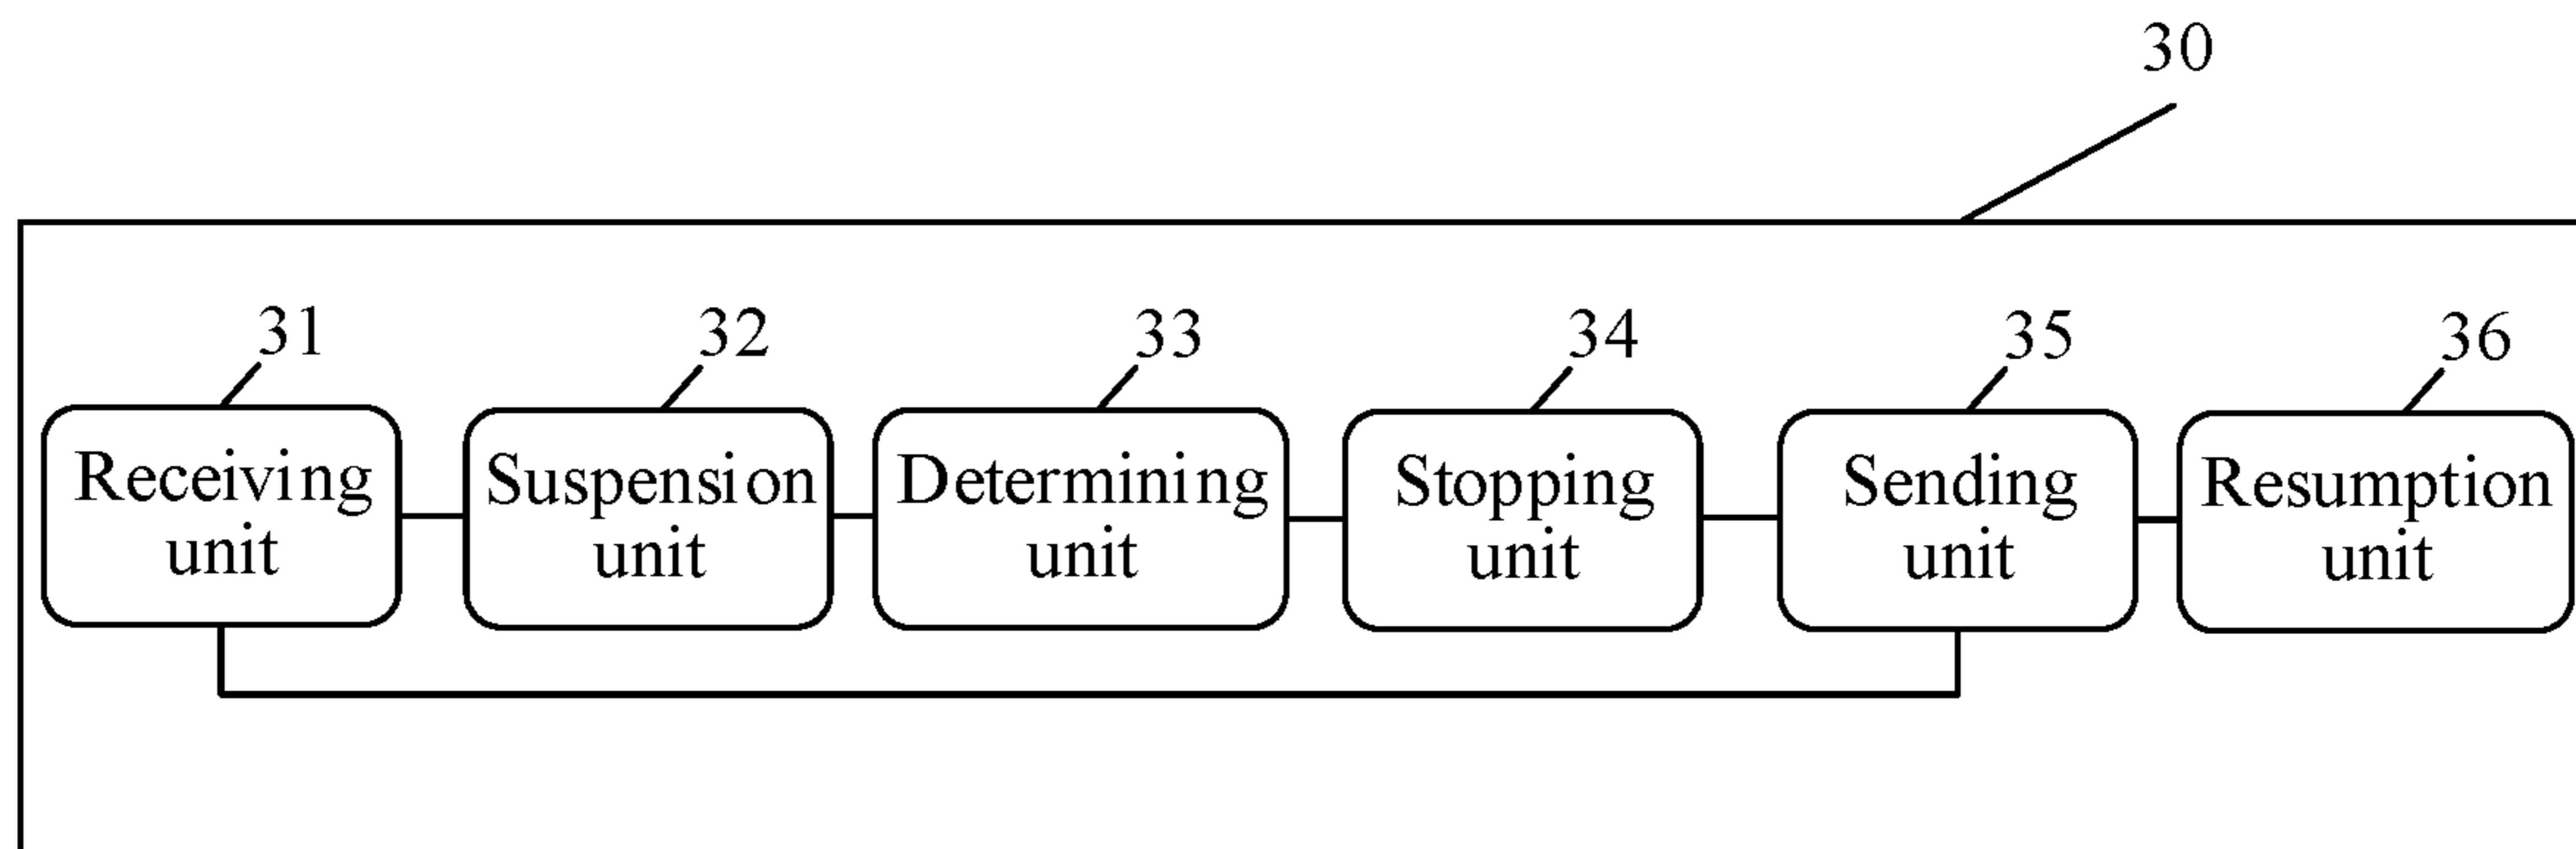 30
31
32
33
34
35
36
Receiving
unit
Suspension
unit
Determining
unit
Stopping
unit
Sending
unit
Resumption
unit